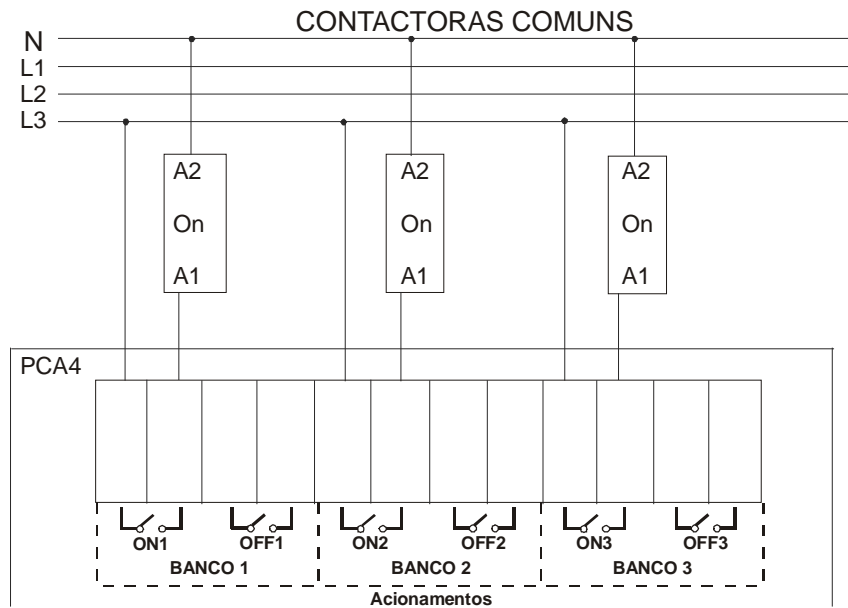 CONTACTORAS COMUNS
N
L1
L2
L3
A2 A2 A2
On On On
A1 A1 A1
PCA4
ON1 OFF1 ON2 OFF2 ON3 OFF3
BANCO 1 BANCO 2 BANCO 3
Acionamentos